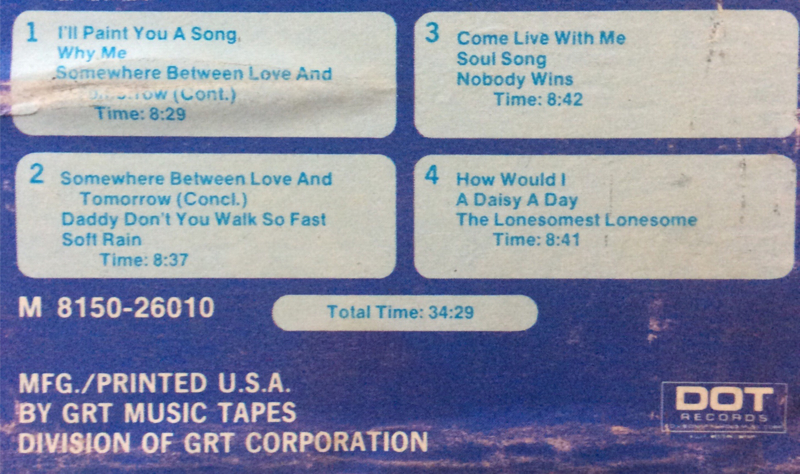 1 I'll Paint You A Song
Why Me
Somewhere Between Love And
Tomorrow (Cont.)
Time: 8:29
2 Somewhere Between Love And
Tomorrow (Concl.)
Daddy Don't You Walk So Fast
Soft Rain
Time: 8:37
3 Come Live With Me
Soul Song
Nobody Wins
Time: 8:42
4 How Would I
A Daisy A Day
The Lonesomest Lonesome
Time: 8:41
M 8150-26010
Total Time: 34:29
MFG./PRINTED U.S.A.
BY GRT MUSIC TAPES
DIVISION OF GRT CORPORATION
DOT
RECORDS